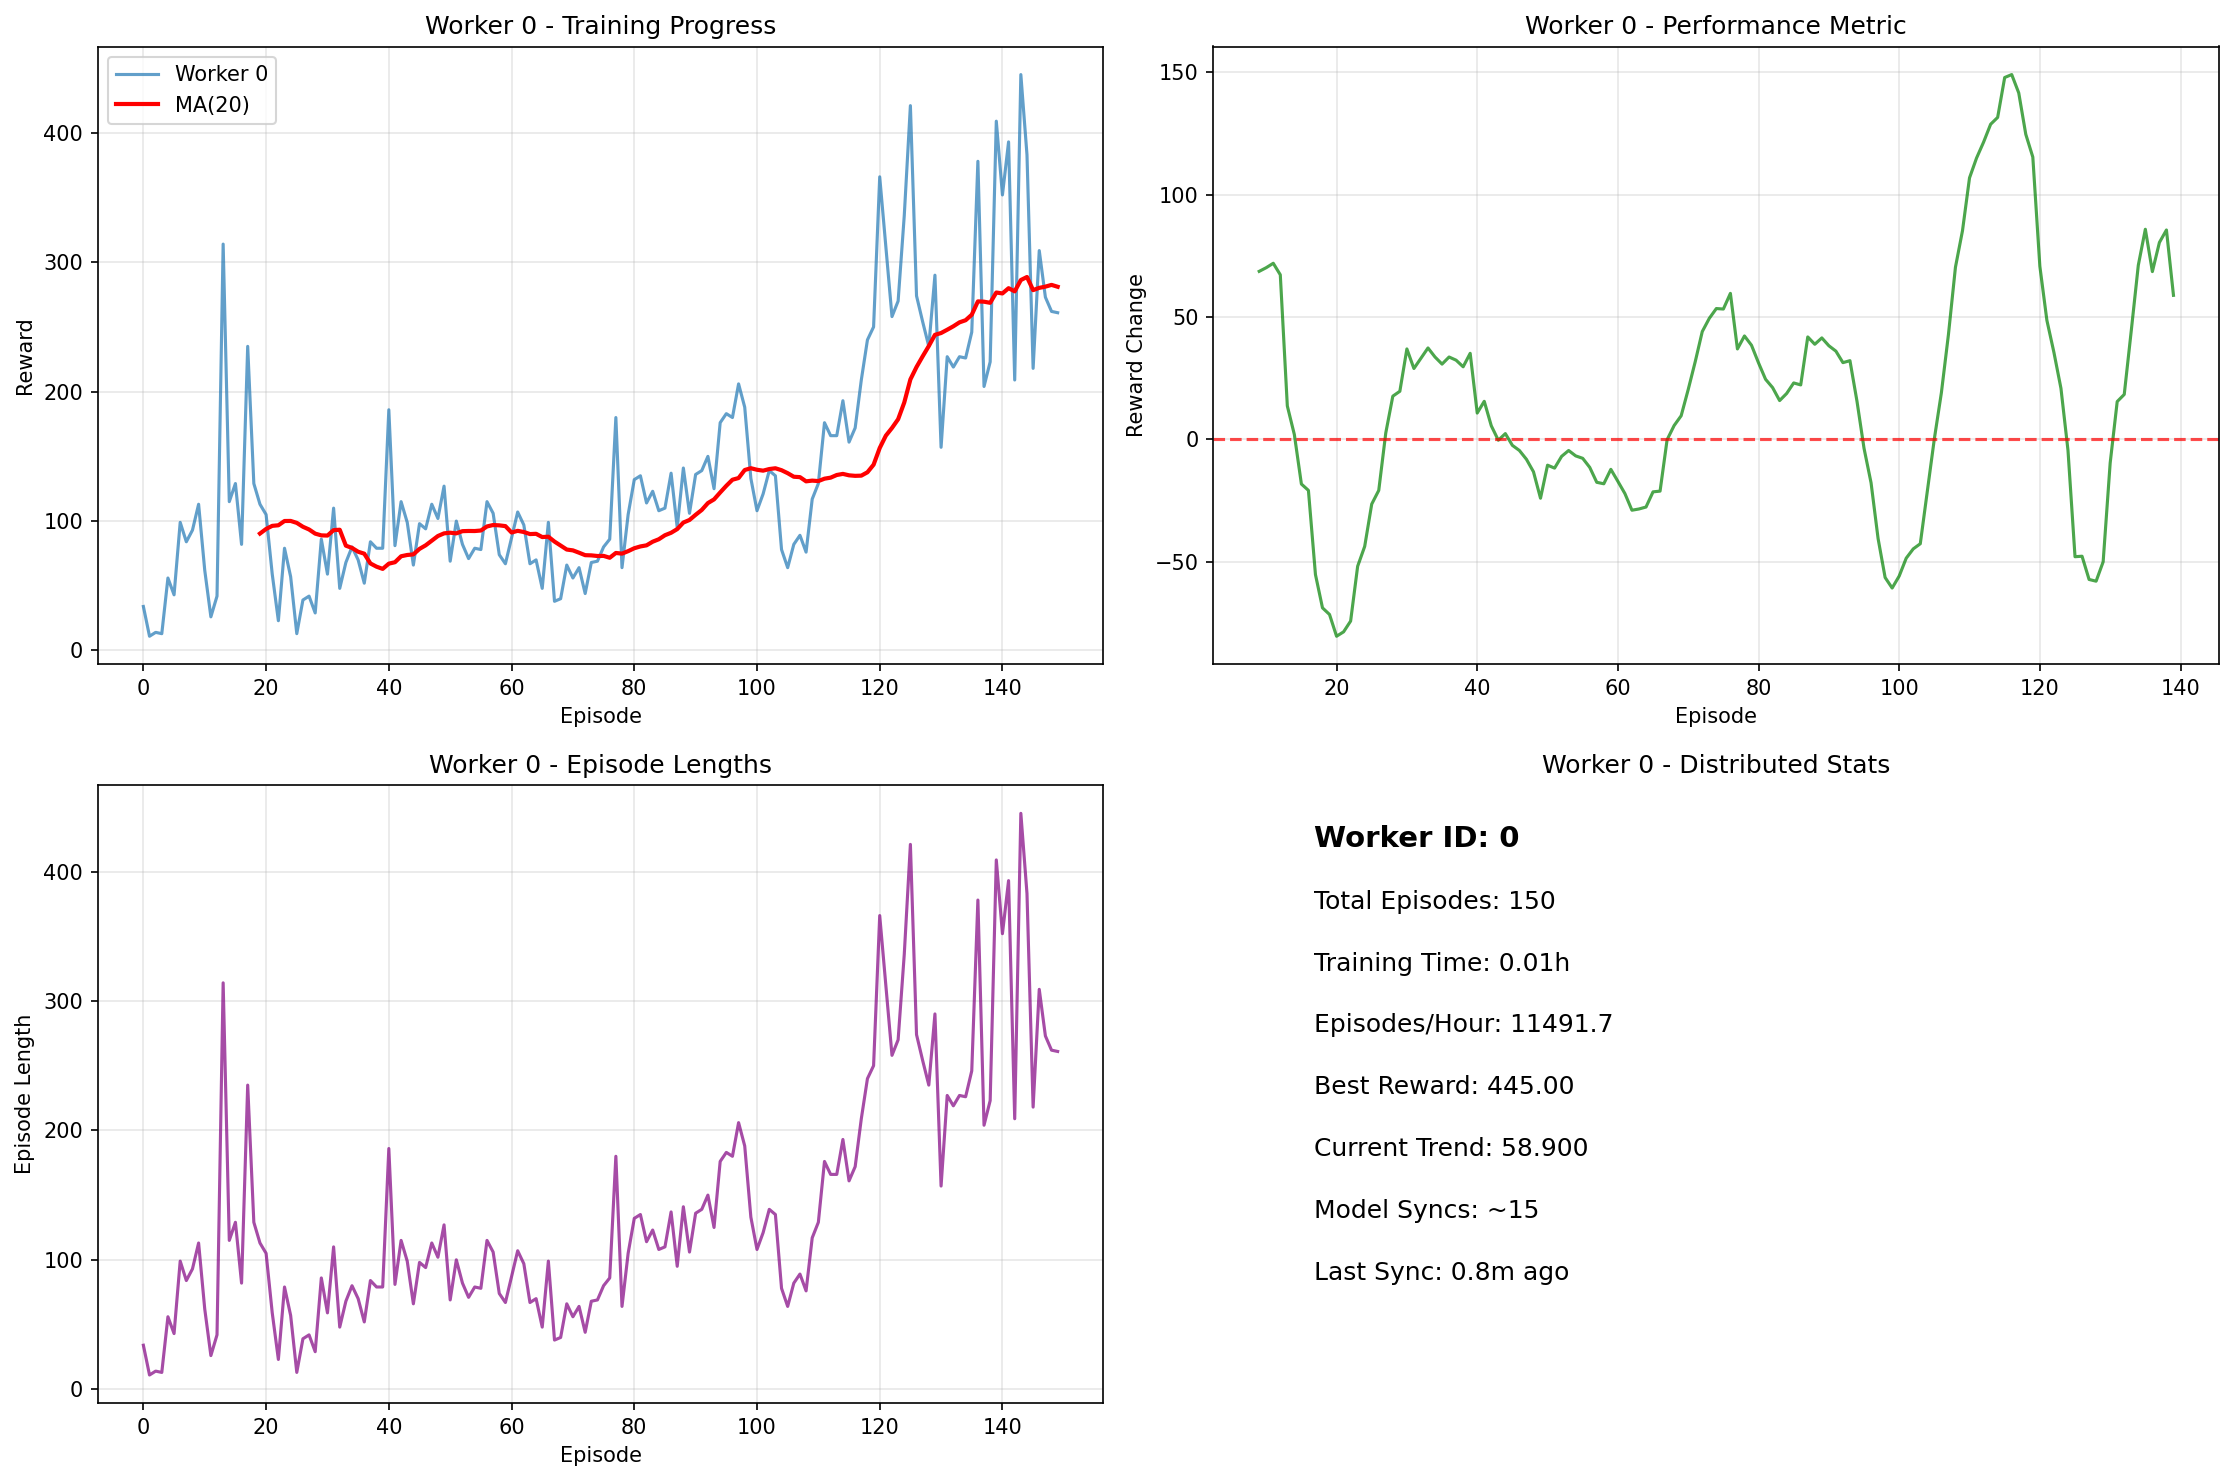 Worker 0 - Training Progress
Worker 0
MA(20)
Reward
400
300
200
100
0
0 20 40 60 80 100 120 140
Episode
Worker 0 - Performance Metric
Reward Change
150
100
50
0
−50
20 40 60 80 100 120 140
Episode
Worker 0 - Episode Lengths
Episode Length
400
300
200
100
0
0 20 40 60 80 100 120 140
Episode
Worker 0 - Distributed Stats
Worker ID: 0
Total Episodes: 150
Training Time: 0.01h
Episodes/Hour: 11491.7
Best Reward: 445.00
Current Trend: 58.900
Model Syncs: ~15
Last Sync: 0.8m ago